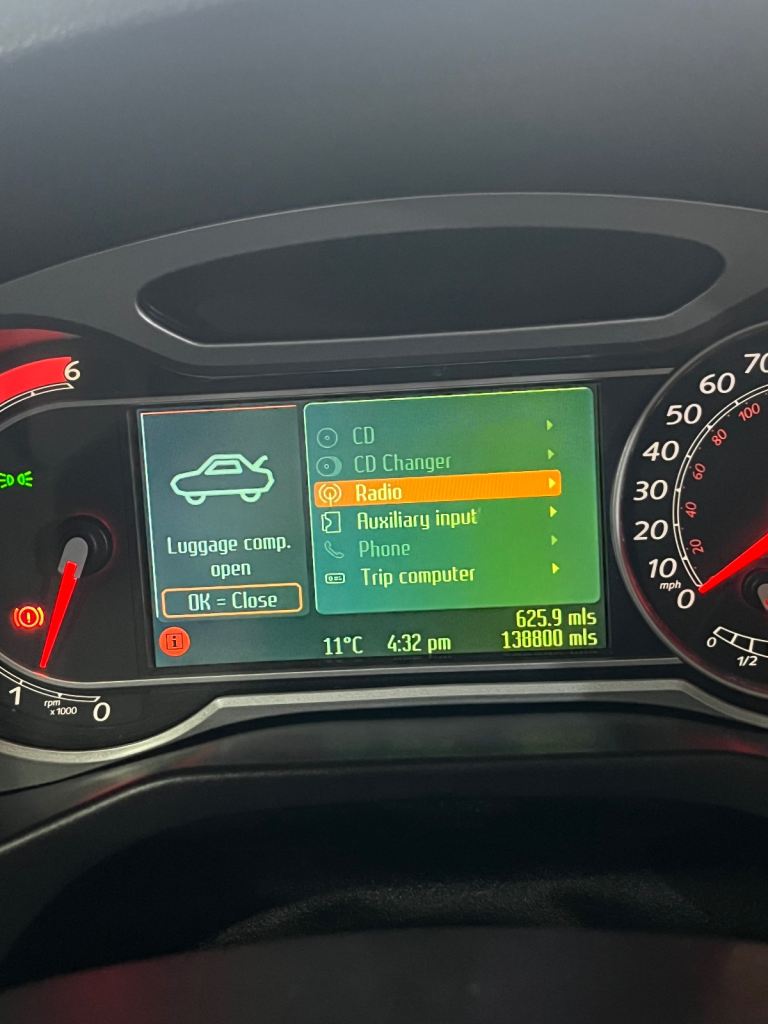 6
1
rpm
x1000
0
Luggage comp.
open
OK = Close
i
CD
CD Changer
Radio
Auxiliary input
Phone
Trip computer
11°C 4:32 pm
625.9 mls
138800 mls
70
60
50
40
30
20
10
mph
0
100
80
60
40
20
0
1/2